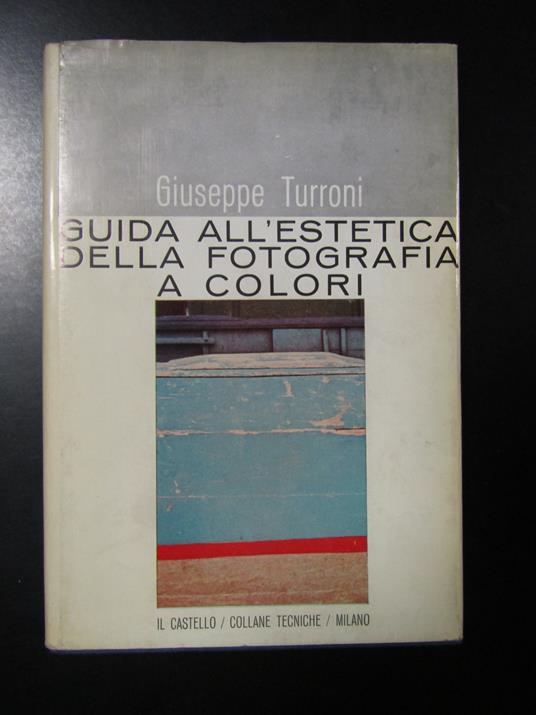 Giuseppe Turroni
GUIDA ALL'ESTETICA
DELLA FOTOGRAFIA
A COLORI
IL CASTELLO / COLLANE TECNICHE / MILANO